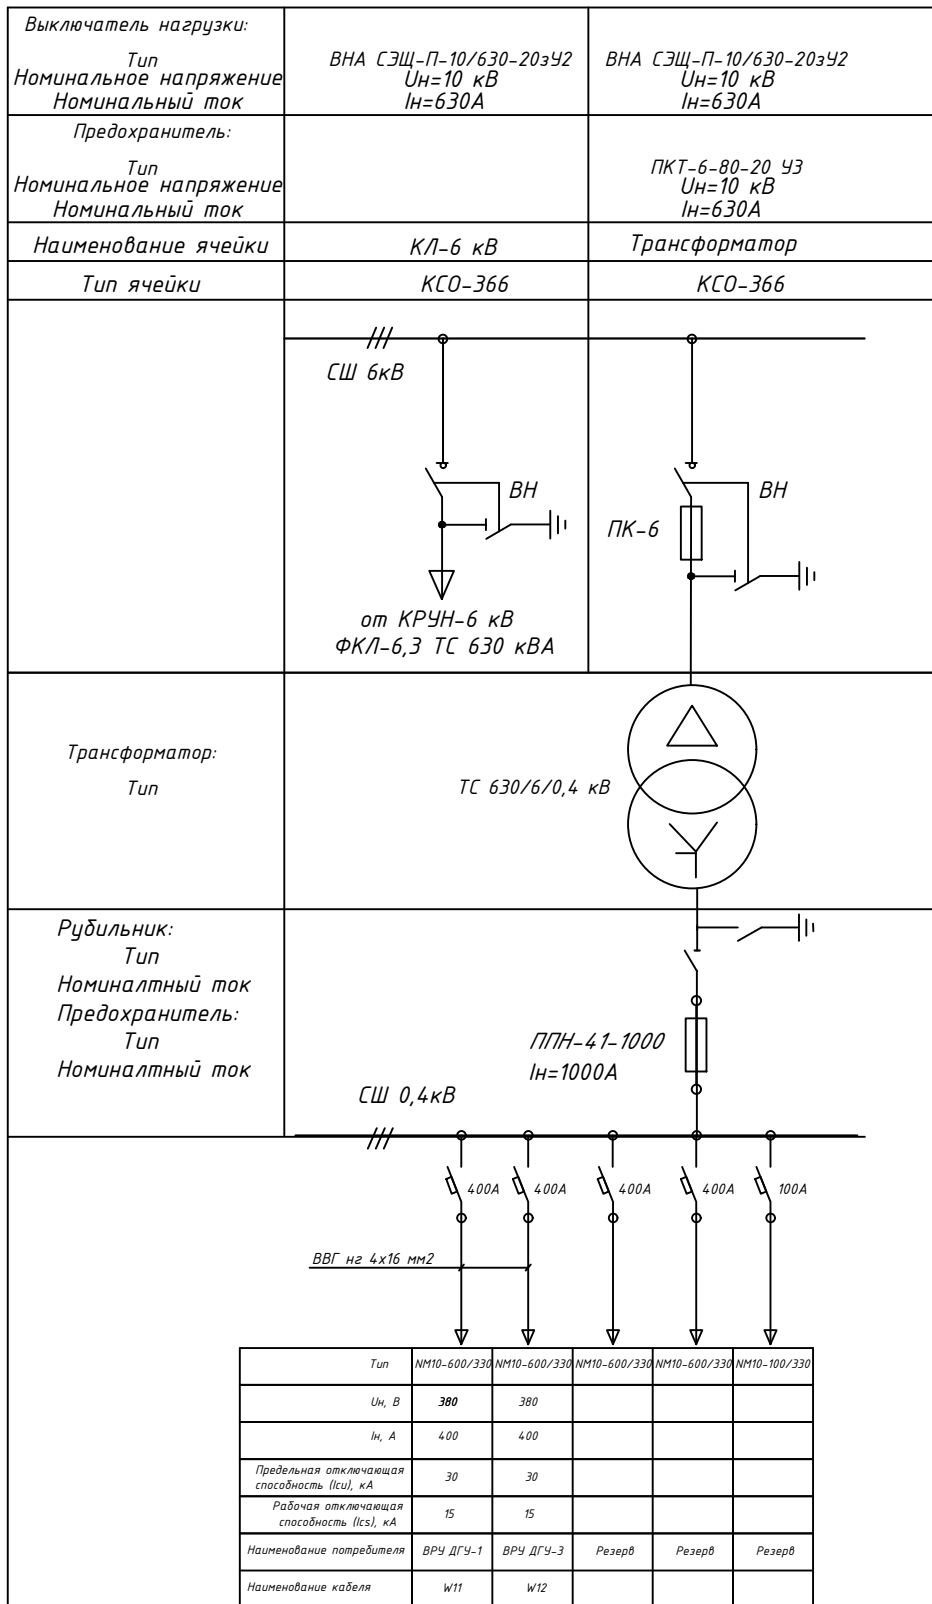 Выключатель нагрузки:
Тип
Номинальное напряжение
Номинальный ток
ВНА СЭЩ-П-10/630-20зУ2
Uн=10 кВ
Iн=630А
ВНА СЭЩ-П-10/630-20зУ2
Uн=10 кВ
Iн=630А
Предохранитель:
Тип
Номинальное напряжение
Номинальный ток
ПКТ-6-80-20 У3
Uн=10 кВ
Iн=630А
Наименование ячейки
КЛ-6 кВ
Трансформатор
Тип ячейки
КСО-366
КСО-366
СШ 6кВ
ВН
ВН
ПК-6
от КРУН-6 кВ
ФКЛ-6,3 ТС 630 кВА
Трансформатор:
Тип
ТС 630/6/0,4 кВ
Рубильник:
Тип
Номиналтный ток
Предохранитель:
Тип
Номиналтный ток
ППН-41-1000
Iн=1000А
СШ 0,4кВ
400А
400А
400А
400А
100А
ВВГ нг 4х16 мм2
Тип
NM10-600/330
NM10-600/330
NM10-600/330
NM10-600/330
NM10-100/330
Uн, В
380
380
Iн, А
400
400
Предельная отключающая
способность (Icu), кА
30
30
Рабочая отключающая
способность (Ics), кА
15
15
Наименование потребителя
ВРУ ДГУ-1
ВРУ ДГУ-3
Резерв
Резерв
Резерв
Наименование кабеля
W11
W12